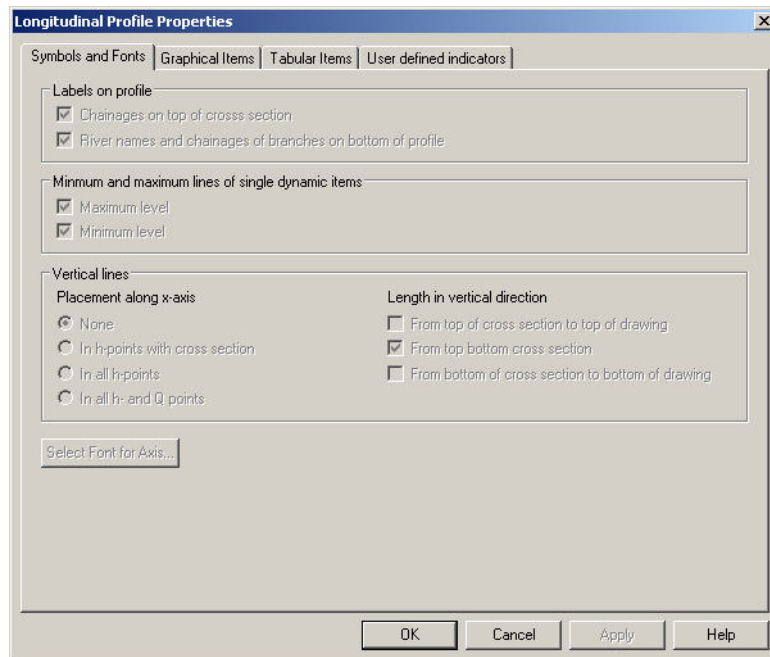 Longitudinal Profile Properties
Symbols and Fonts Graphical Items Tabular Items User defined indicators
Labels on profile
Chainages on top of crosss section
River names and chainages of branches on bottom of profile
Minmum and maximum lines of single dynamic items
Maximum level
Minimum level
Vertical lines
Placement along x-axis Length in vertical direction
None From top of cross section to top of drawing
In h-points with cross section From top bottom cross section
In all h-points From bottom of cross section to bottom of drawing
In all h- and Q points
Select Font for Axis...
OK Cancel Apply Help